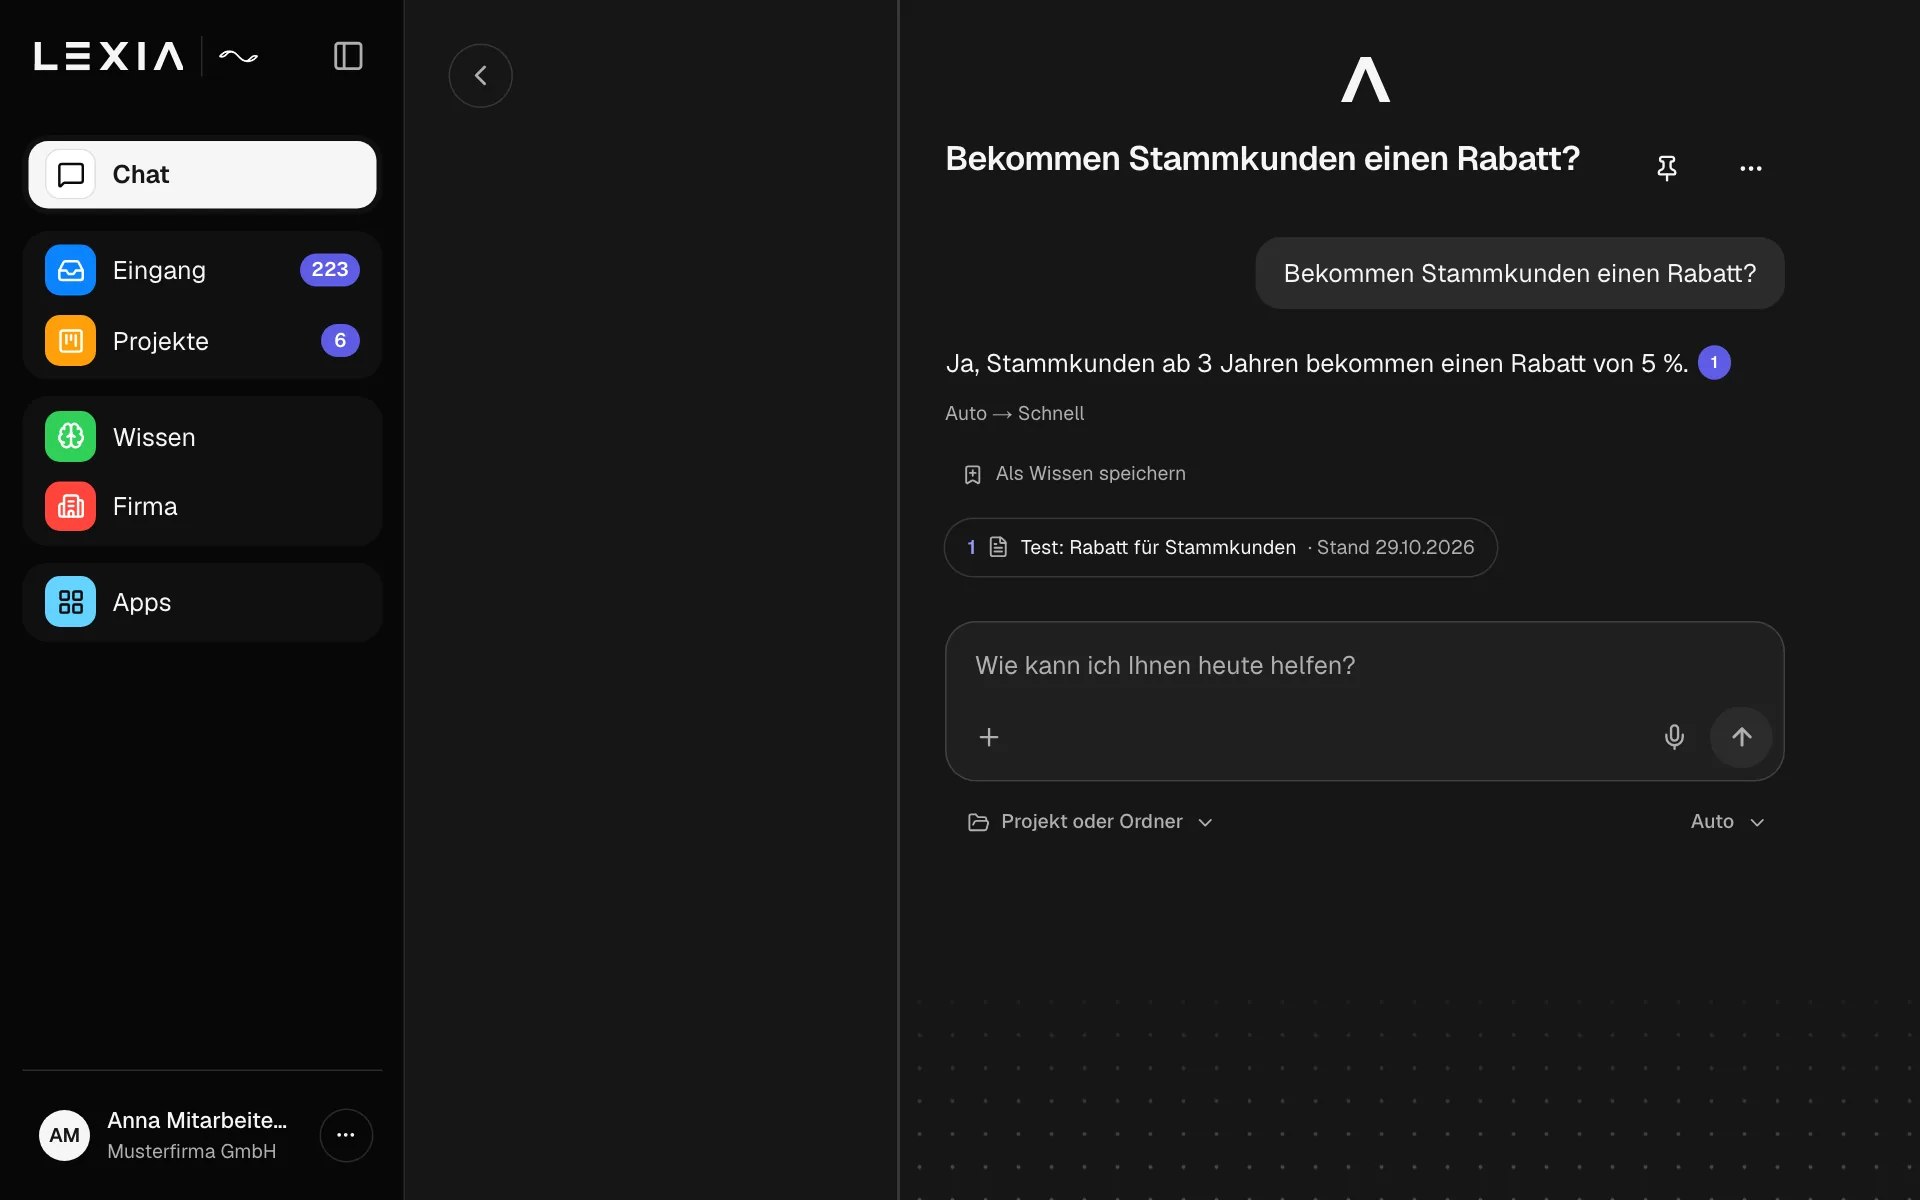 LEXIA
Chat
Eingang 223
Projekte 6
Wissen
Firma
Apps
AM
Anna Mitarbeite...
Musterfirma GmbH
Bekommen Stammkunden einen Rabatt?
Bekommen Stammkunden einen Rabatt?
Ja, Stammkunden ab 3 Jahren bekommen einen Rabatt von 5 %. 1
Auto → Schnell
Als Wissen speichern
1 Test: Rabatt für Stammkunden · Stand 29.10.2026
Wie kann ich Ihnen heute helfen?
Projekt oder Ordner
Auto